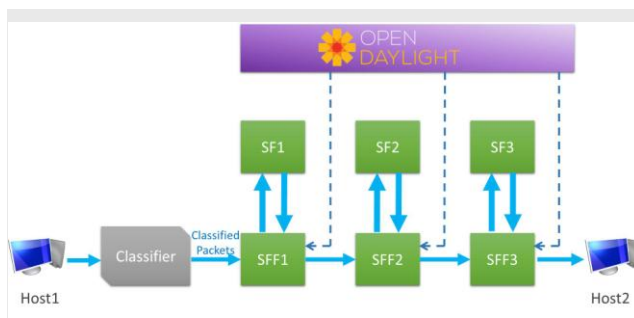 OPEN
DAYLIGHT
SF1
SF2
SF3
Classified
Packets
Classifier
SFF1
SFF2
SFF3
Host1
Host2